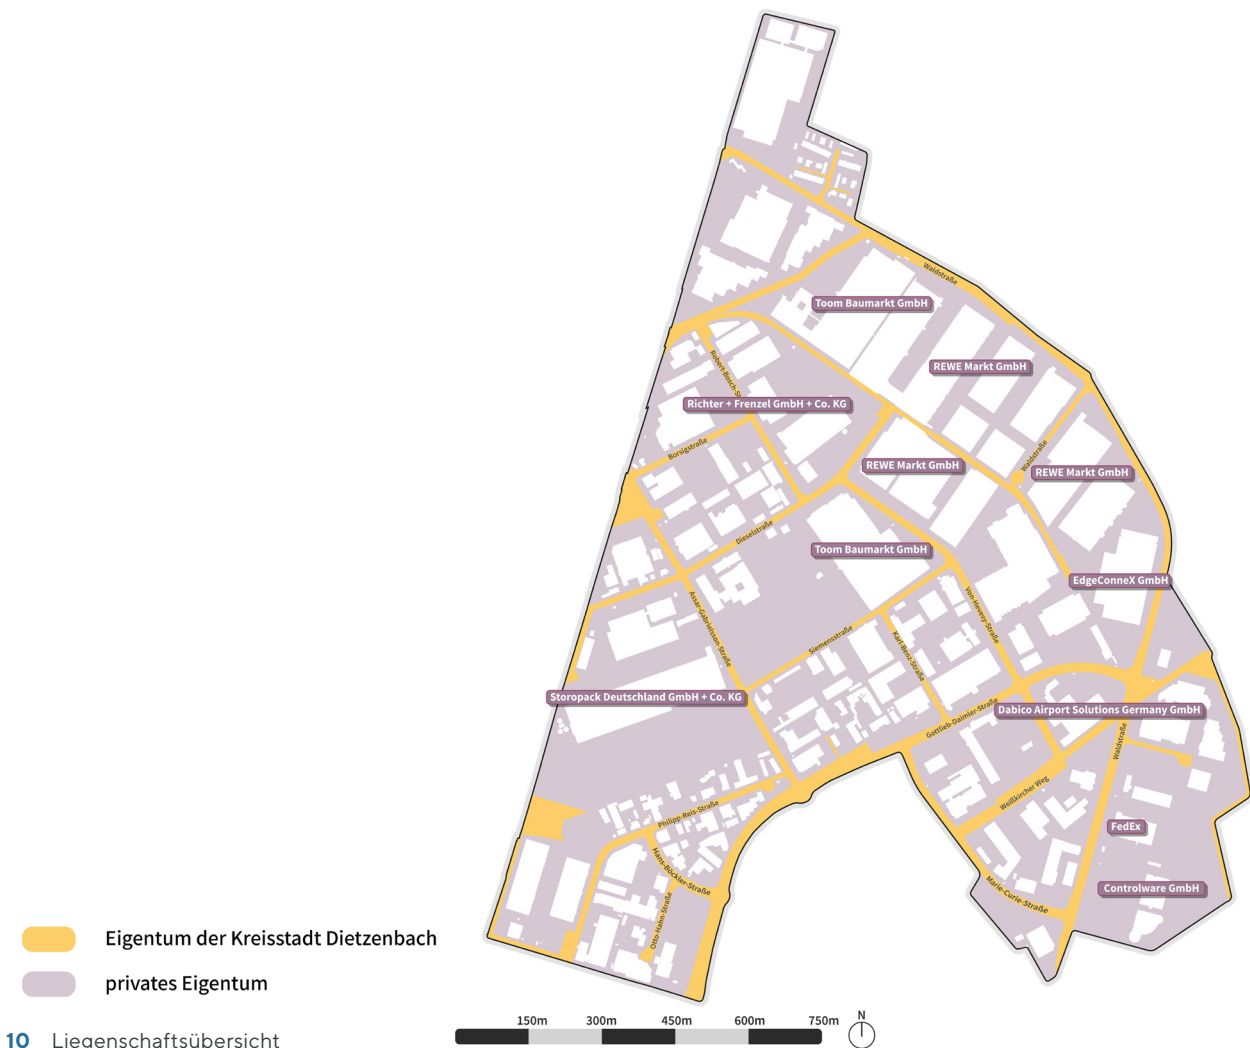 Waldstraße
Toom Baumarkt GmbH
REWE Markt GmbH
Robert-Bosch-St
Richter + Frenzel GmbH + Co. KG
Borsigstraße
Waldstraße
REWE Markt GmbH
REWE Markt GmbH
Dieselstraße
Toom Baumarkt GmbH
EdgeConneX GmbH
Assar-Gabrielsson-Straße
Von-Hevesy-Straße
Siemensstraße
Karl-Benz-Straße
Storopack Deutschland GmbH + Co. KG
Dabico Airport Solutions Germany GmbH
Gottlieb-Daimler-Straße
Waldstraße
Weißkircher Weg
Philipp-Reis-Straße
FedEx
Hans-Böckler-Straße
Marie-Curie-Straße
Controlware GmbH
Otto-Hahn-Straße
Eigentum der Kreisstadt Dietzenbach
privates Eigentum
150m 300m 450m 600m 750m N
10 Liegenschaftsübersicht